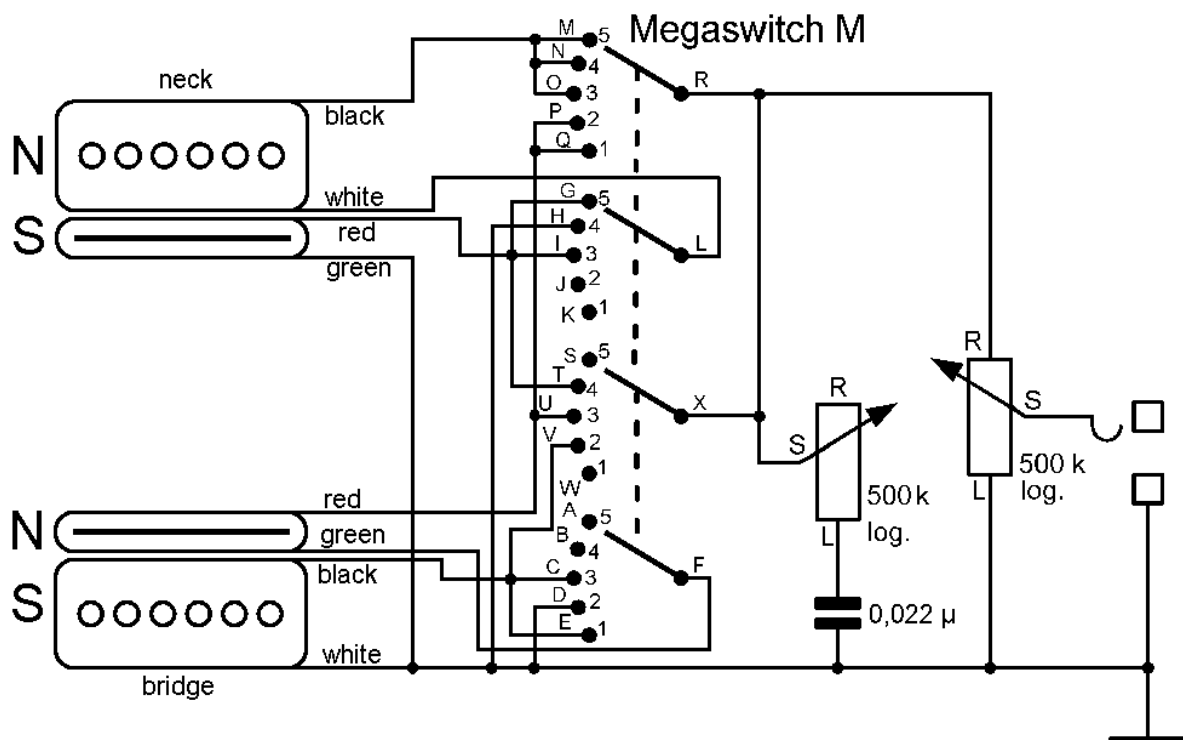 Megaswitch M
neck
black
N
white
S
red
green
M 5
N 4
O 3
P 2
Q 1
R
G 5
H 4
I 3
J 2
K 1
L
S 5
T 4
U 3
V 2
W 1
X
A 5
B 4
C 3
D 2
E 1
F
red
N
green
black
S
white
bridge
R
S
500 k
log.
L
0,022 µ
R
S
500 k
log.
L